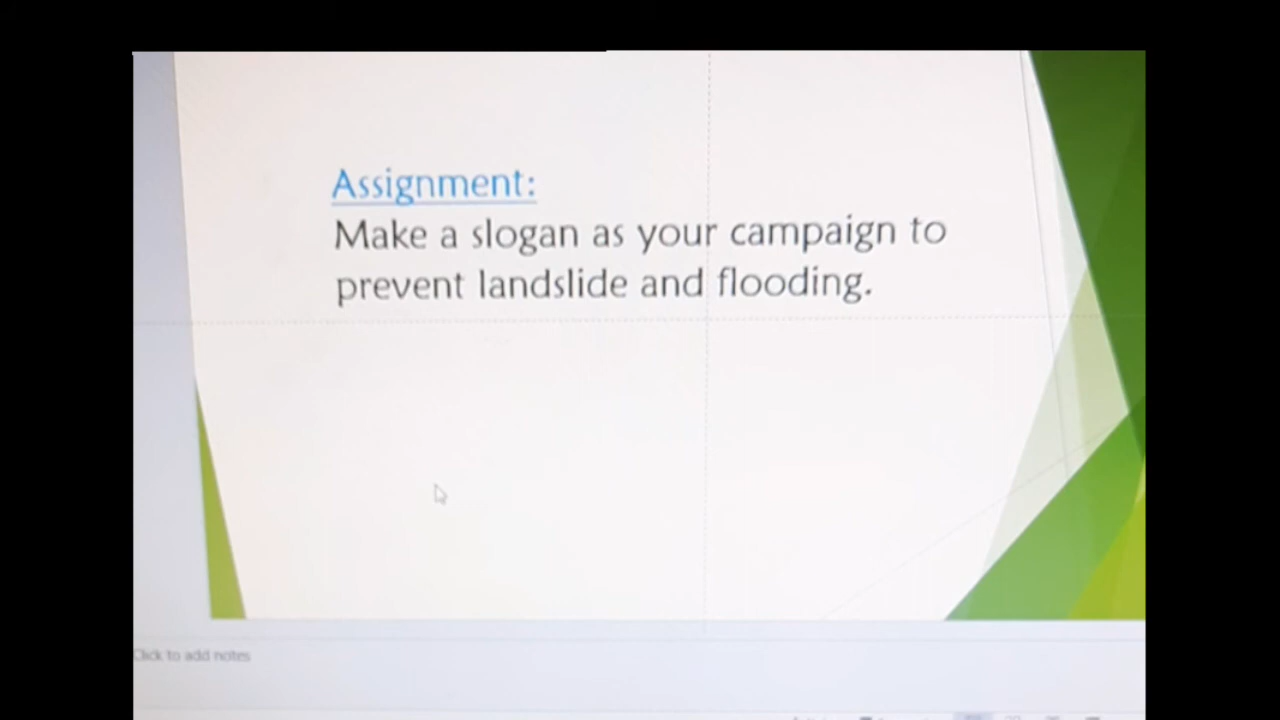 Assignment:
Make a slogan as your campaign to
prevent landslide and flooding.
Click to add notes